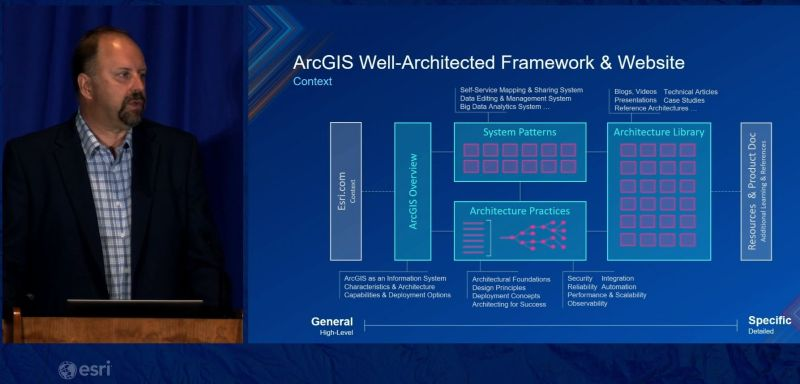 ArcGIS Well-Architected Framework & Website
Context
Self-Service Mapping & Sharing System
Data Editing & Management System
Big Data Analytics System ...
Blogs, Videos Technical Articles
Presentations Case Studies
Reference Architectures ...
Esri.com
Context
ArcGIS Overview
System Patterns
Architecture Practices
Architecture Library
Resources & Product Doc
Additional Learning & References
ArcGIS as an Information System
Characteristics & Architecture
Capabilities & Deployment Options
Architectural Foundations
Design Principles
Deployment Concepts
Architecting for Success
Security Integration
Reliability Automation
Performance & Scalability
Observability
General
High-Level
Specific
Detailed
esri